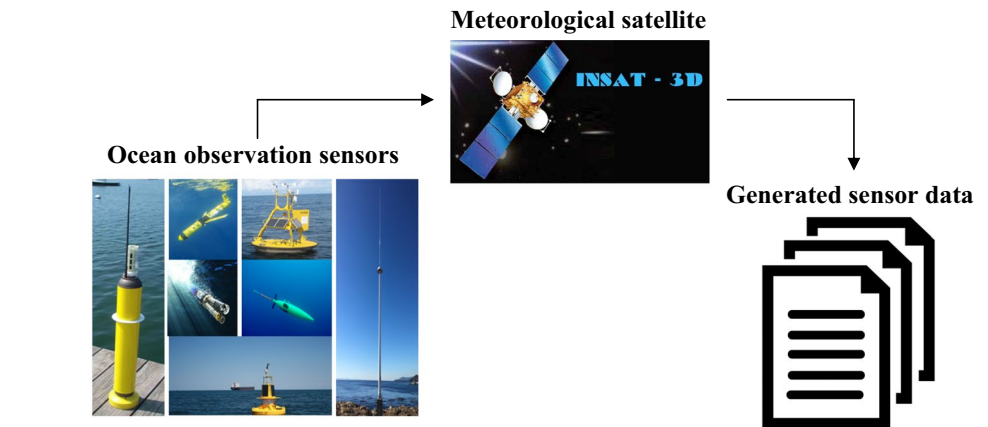 Meteorological satellite
INSAT - 3D
Ocean observation sensors
Generated sensor data